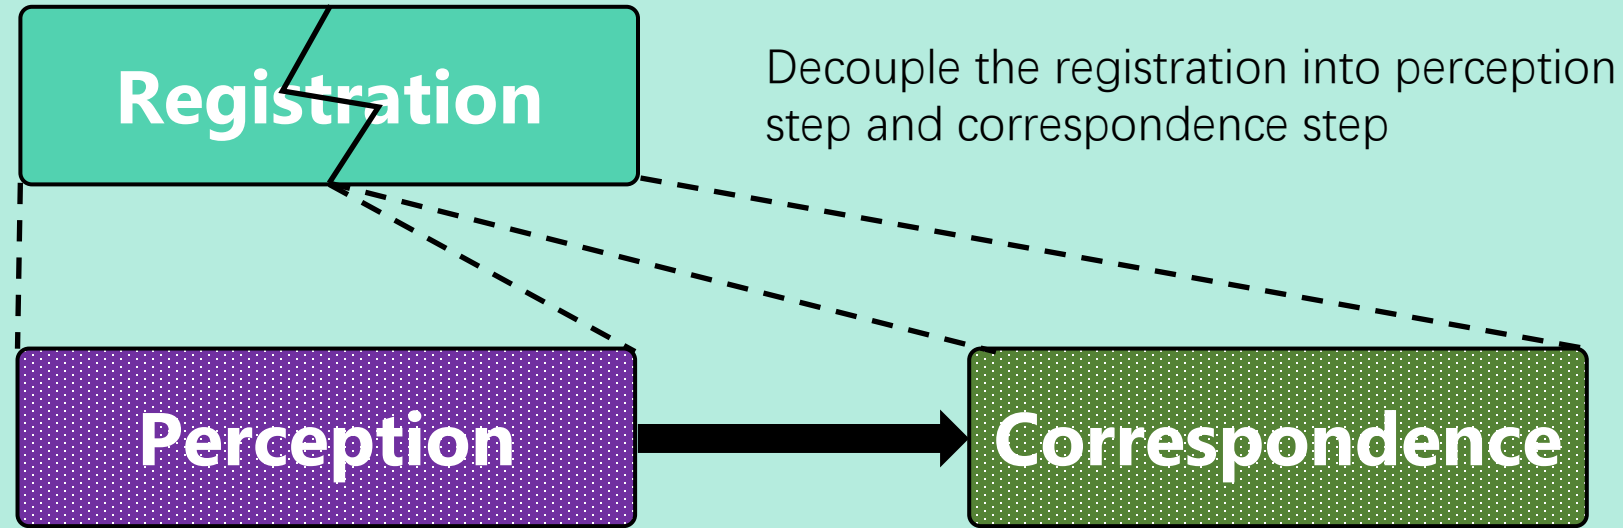 Registration
Decouple the registration into perception
step and correspondence step
Perception
Correspondence